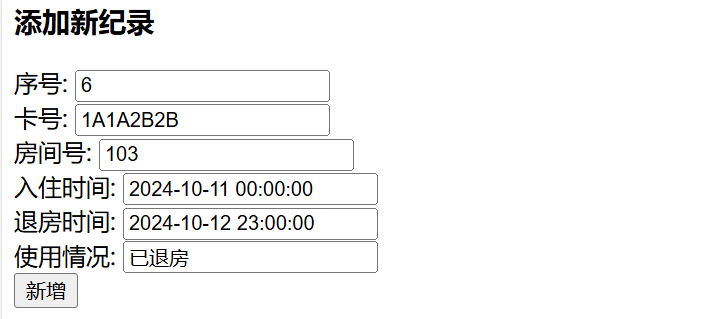 添加新纪录
序号: 6
卡号: 1A1A2B2B
房间号: 103
入住时间: 2024-10-11 00:00:00
退房时间: 2024-10-12 23:00:00
使用情况: 已退房
新增